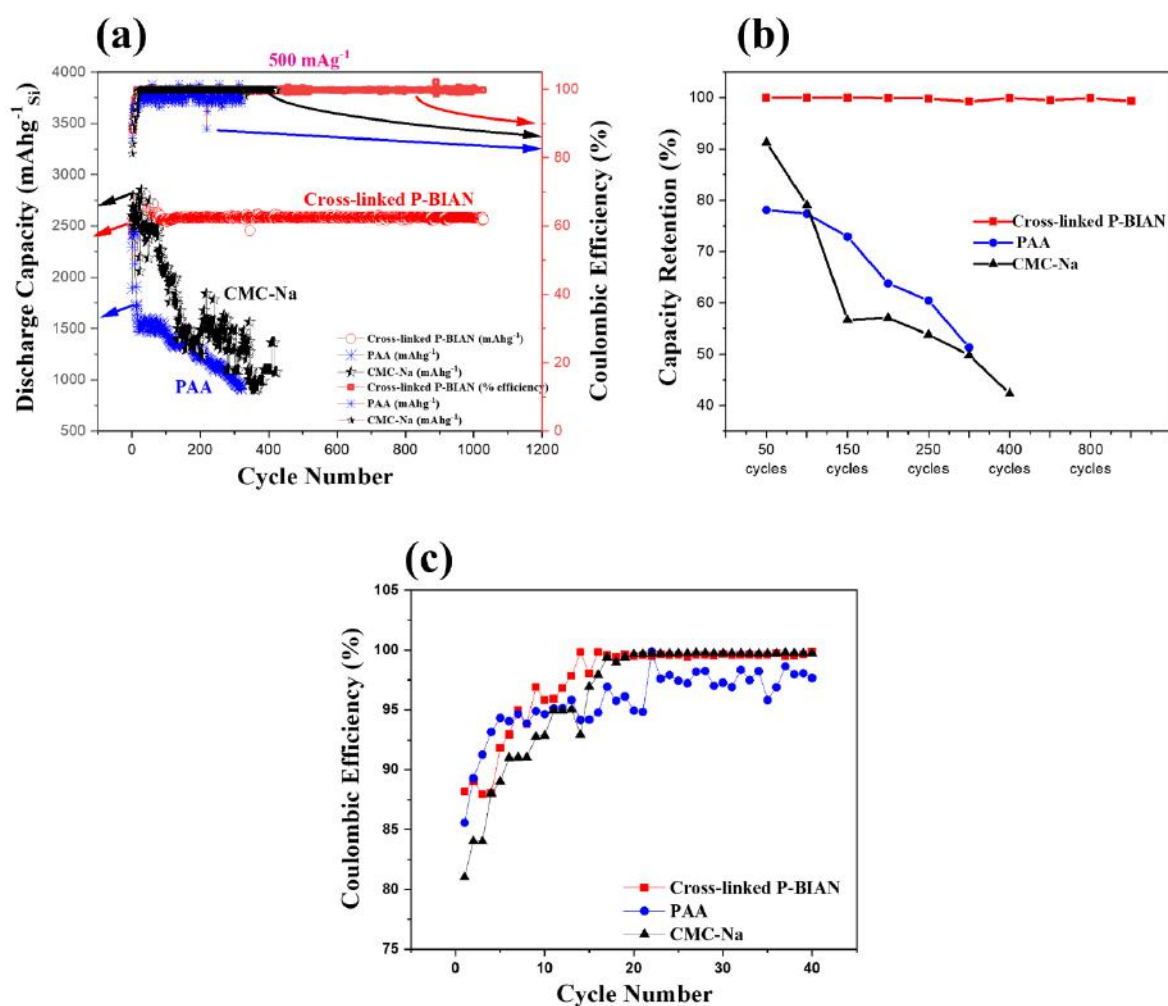 (a)
500 mAg⁻¹
4000
3500
3000
2500
2000
1500
1000
500
Discharge Capacity (mAhg⁻¹ Si)
100
80
60
40
20
0
Coulombic Efficiency (%)
Cross-linked P-BIAN
CMC-Na
PAA
Cross-linked P-BIAN (mAhg⁻¹)
PAA (mAhg⁻¹)
CMC-Na (mAhg⁻¹)
Cross-linked P-BIAN (% efficiency)
PAA (mAhg⁻¹)
CMC-Na (mAhg⁻¹)
0 200 400 600 800 1000 1200
Cycle Number
(b)
100
90
80
70
60
50
40
Capacity Retention (%)
Cross-linked P-BIAN
PAA
CMC-Na
50 150 250 400 800
cycles cycles cycles cycles cycles
(c)
105
100
95
90
85
80
75
Coulombic Efficiency (%)
Cross-linked P-BIAN
PAA
CMC-Na
0 10 20 30 40
Cycle Number